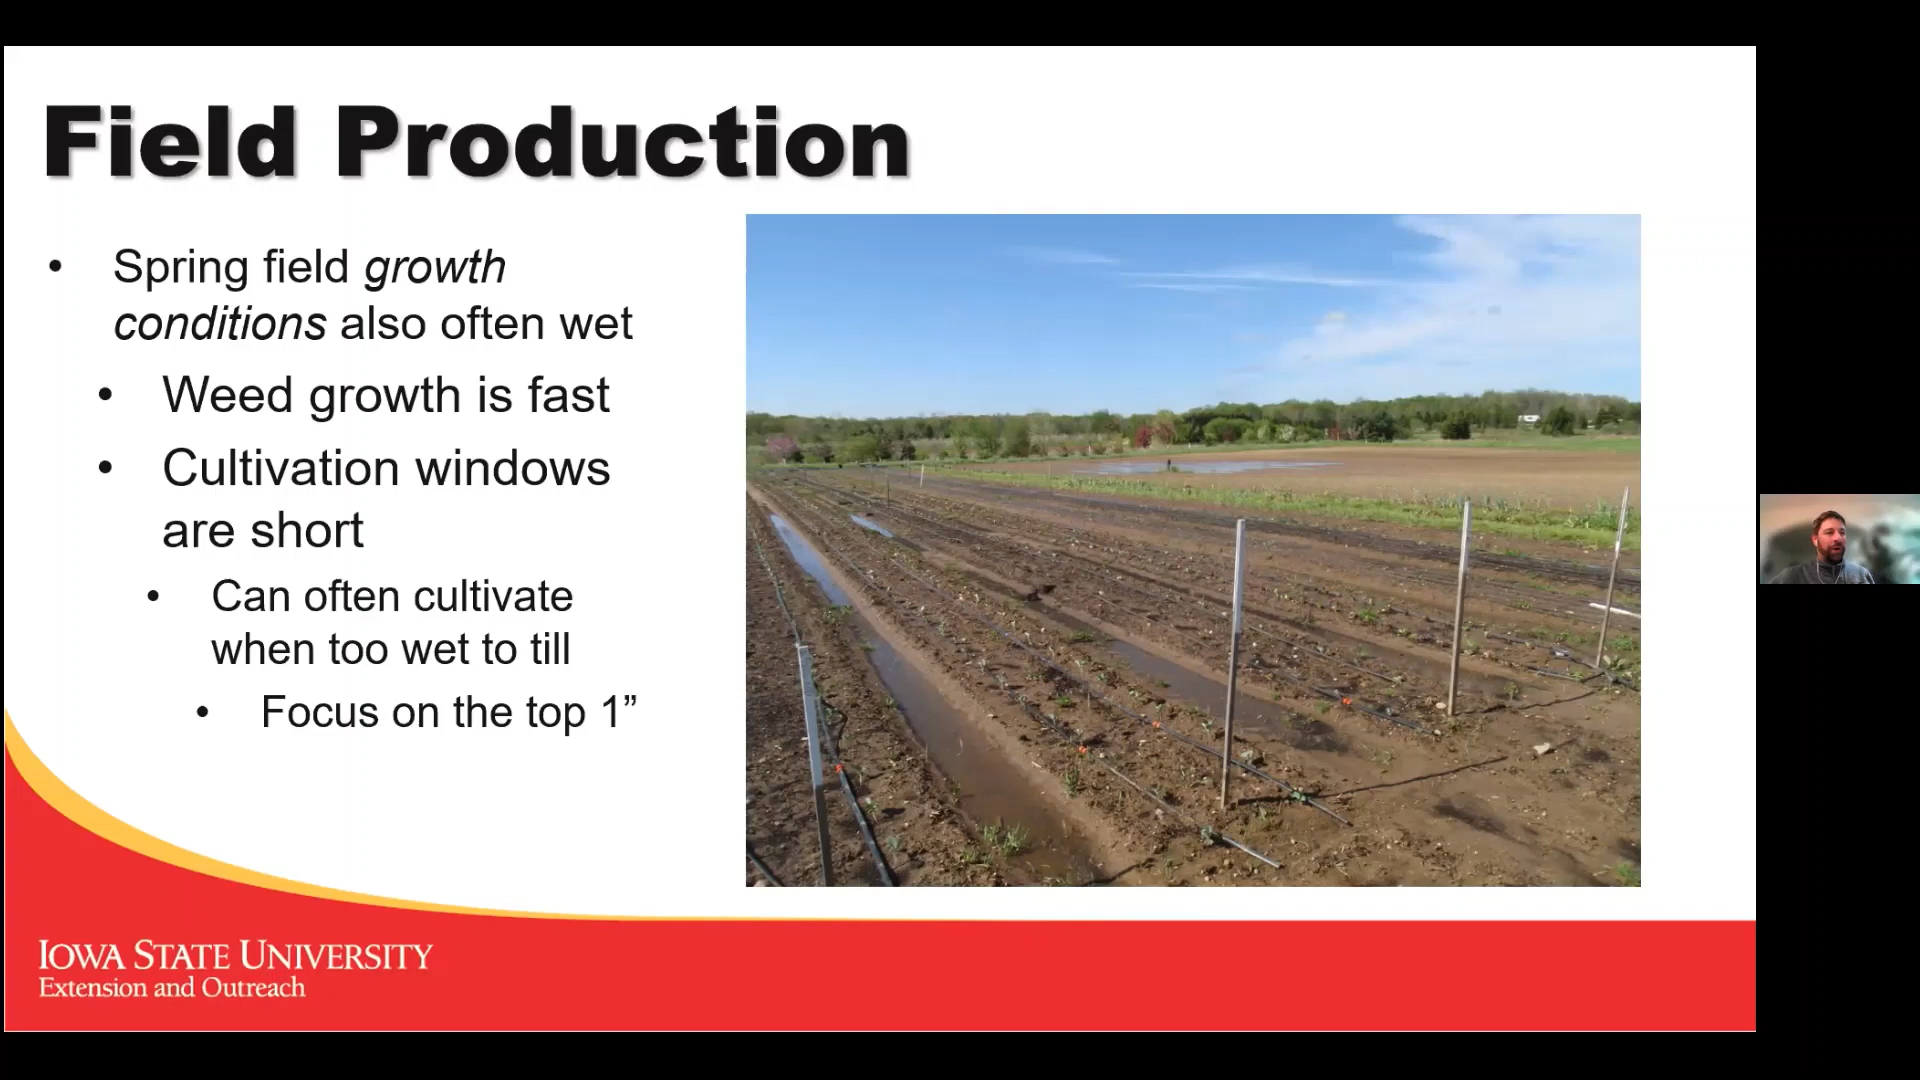 Field Production
• Spring field growth
conditions also often wet
• Weed growth is fast
• Cultivation windows
are short
• Can often cultivate
when too wet to till
• Focus on the top 1”
IOWA STATE UNIVERSITY
Extension and Outreach